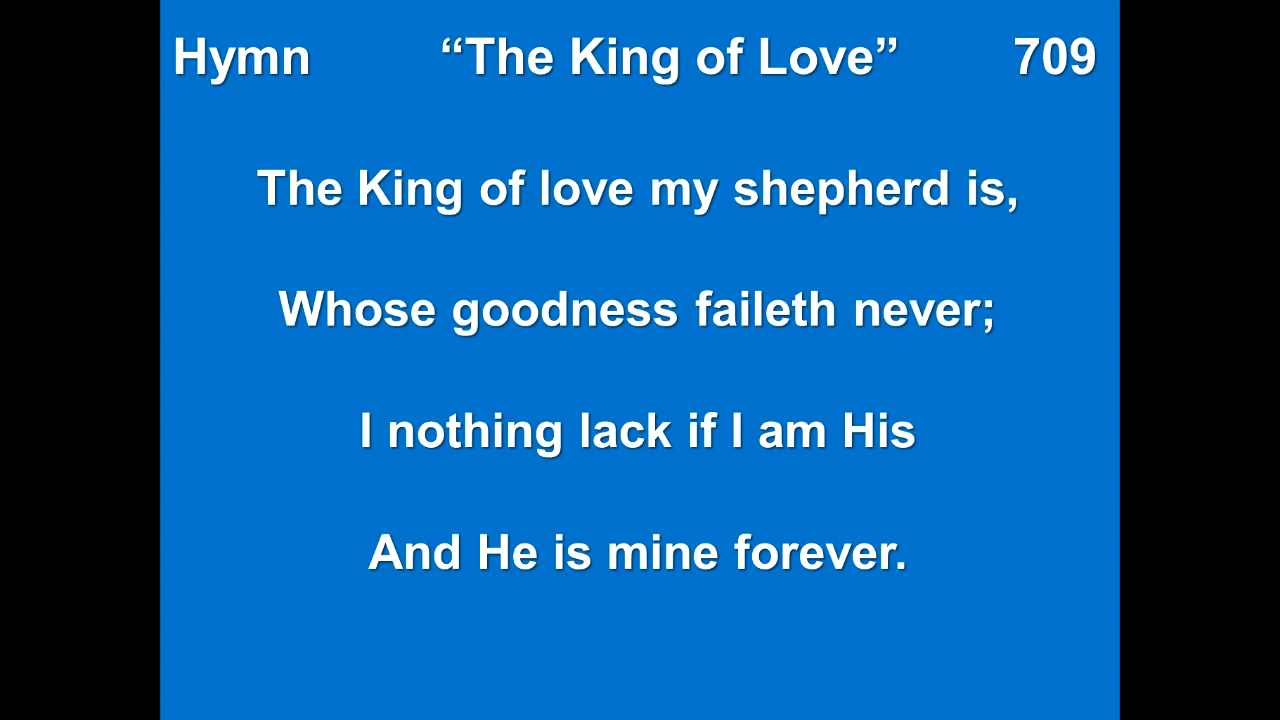 Hymn “The King of Love” 709
The King of love my shepherd is,
Whose goodness faileth never;
I nothing lack if I am His
And He is mine forever.